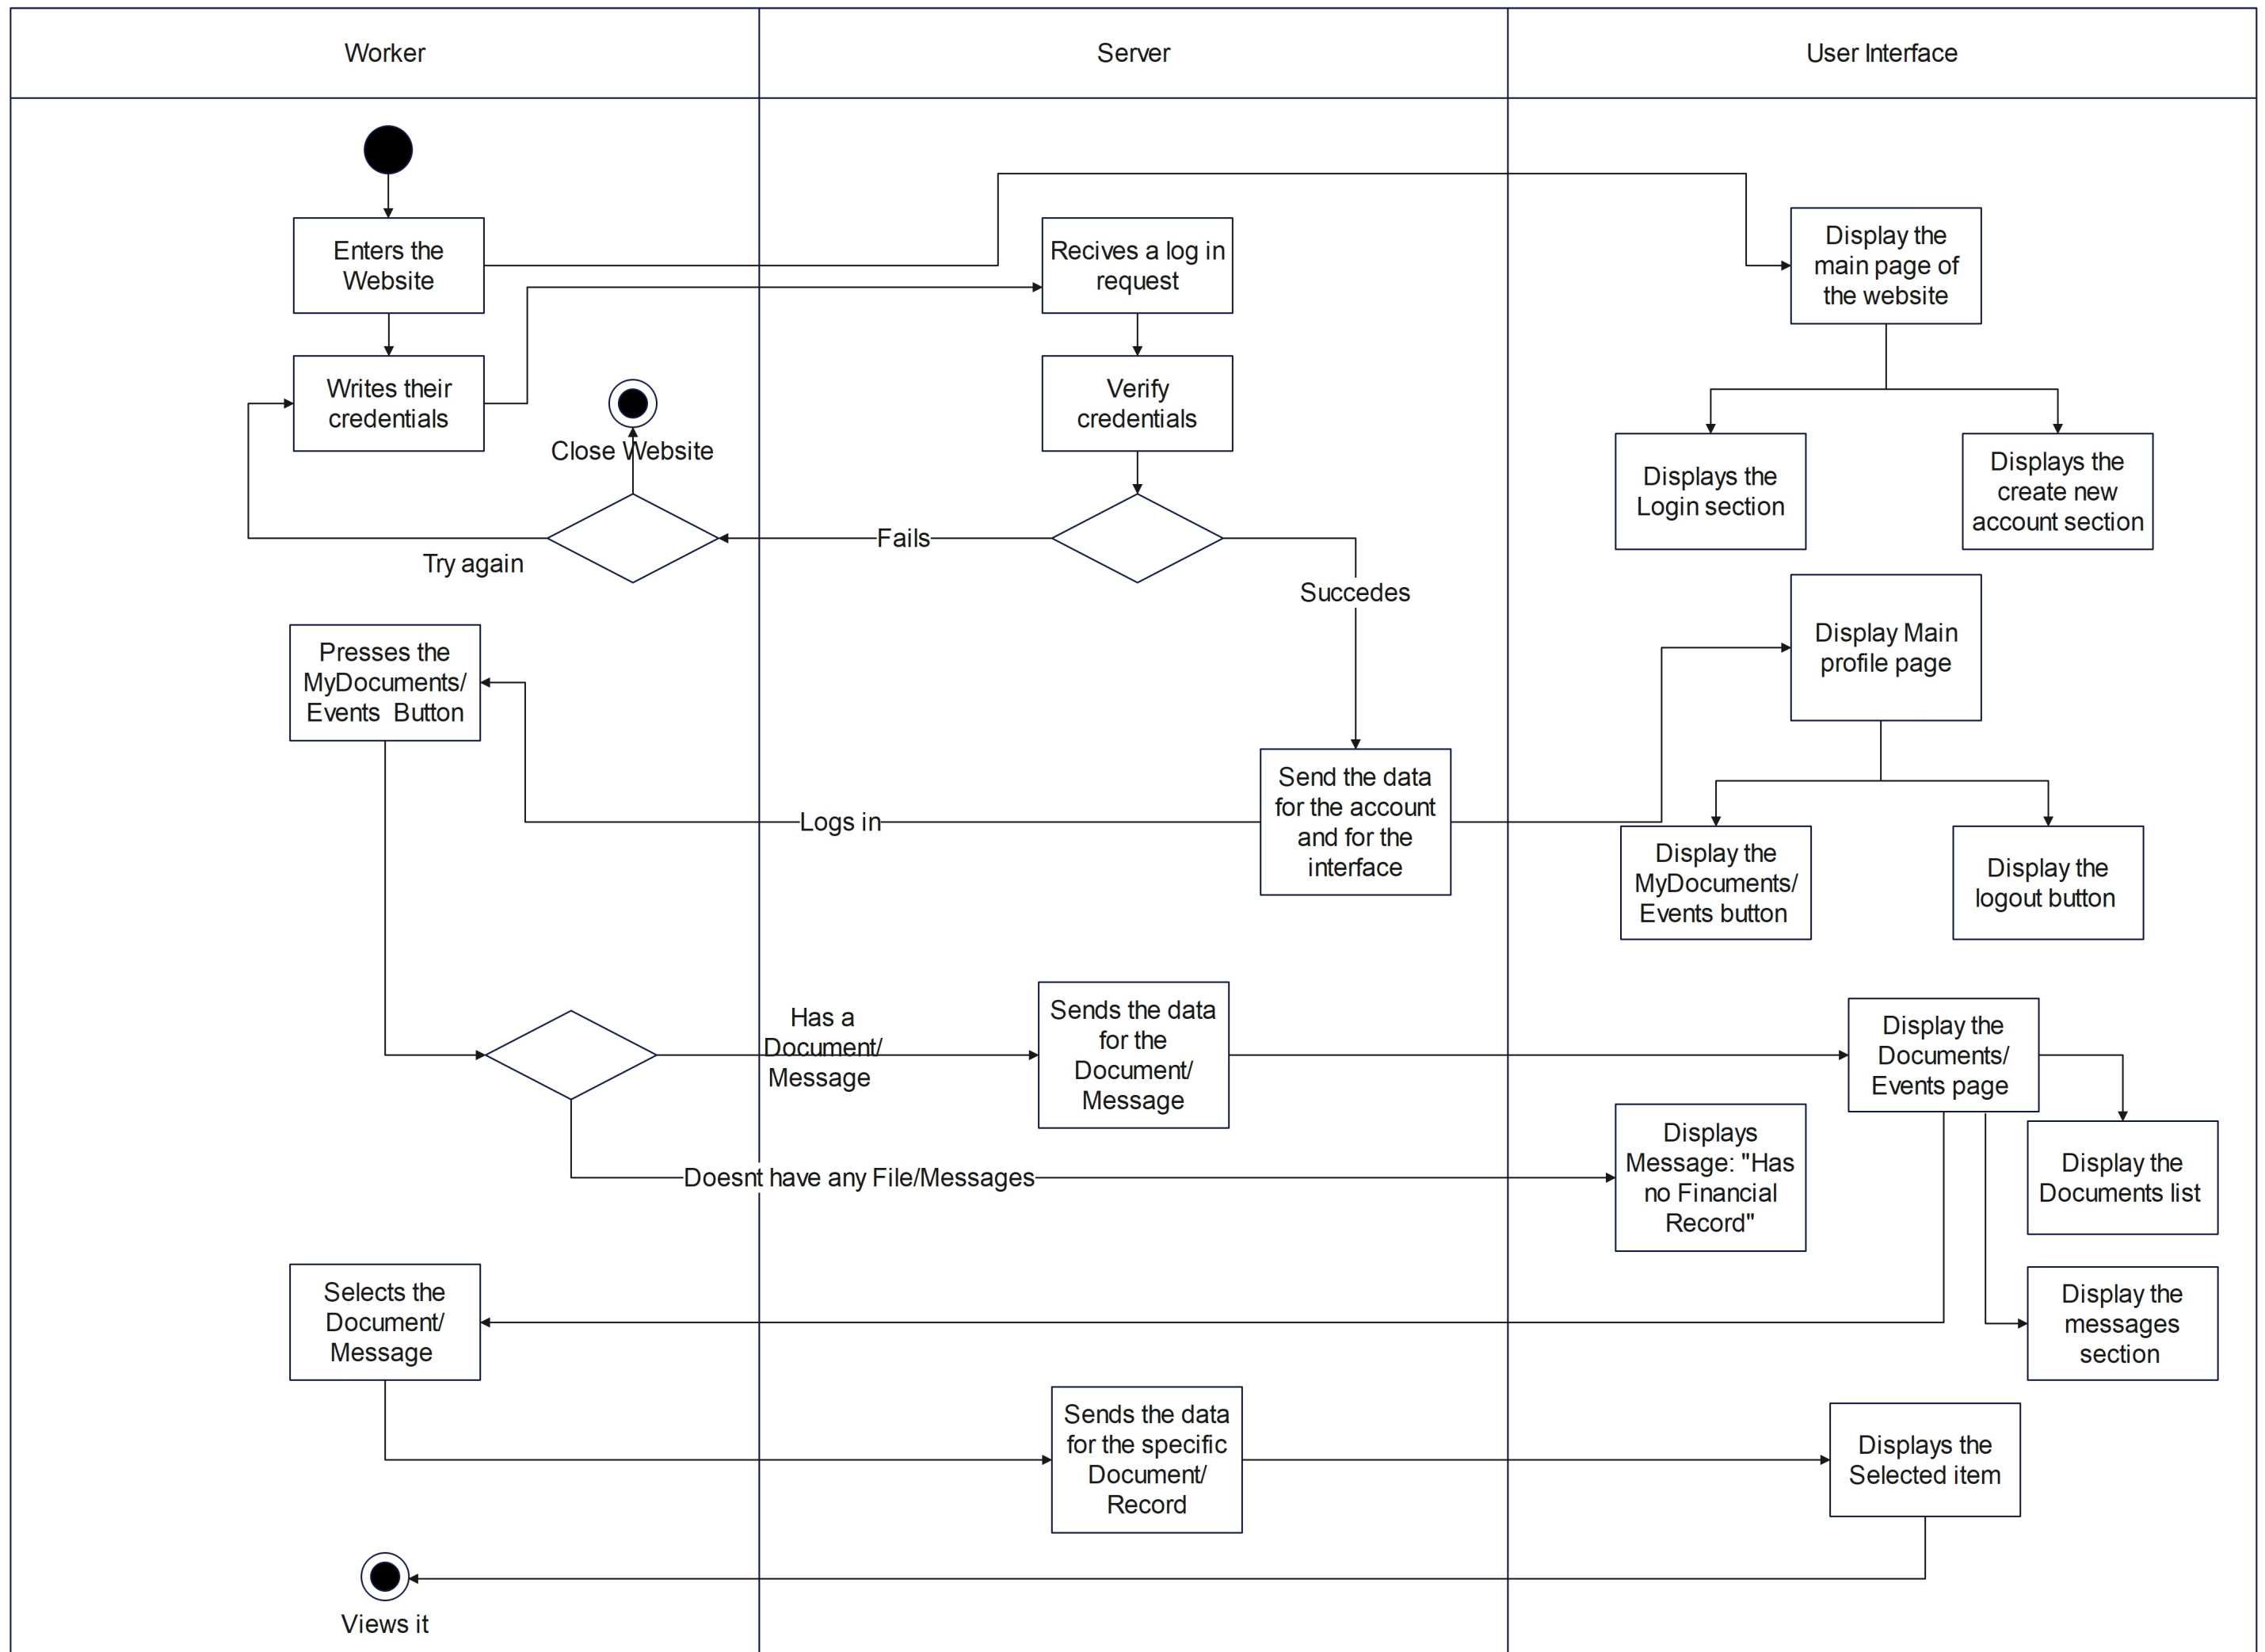 Worker
Server
User Interface
Enters the
Website
Recives a log in
request
Display the
main page of
the website
Writes their
credentials
Close Website
Verify
credentials
Displays the
Login section
Displays the
create new
account section
Try again
Fails
Succedes
Presses the
MyDocuments/
Events  Button
Display Main
profile page
Logs in
Send the data
for the account
and for the
interface
Display the
MyDocuments/
Events button
Display the
logout button
Has a
Document/
Message
Sends the data
for the
Document/
Message
Display the
Documents/
Events page
Doesnt have any File/Messages
Displays
Message: "Has
no Financial
Record"
Display the
Documents list
Selects the
Document/
Message
Display the
messages
section
Sends the data
for the specific
Document/
Record
Displays the
Selected item
Views it